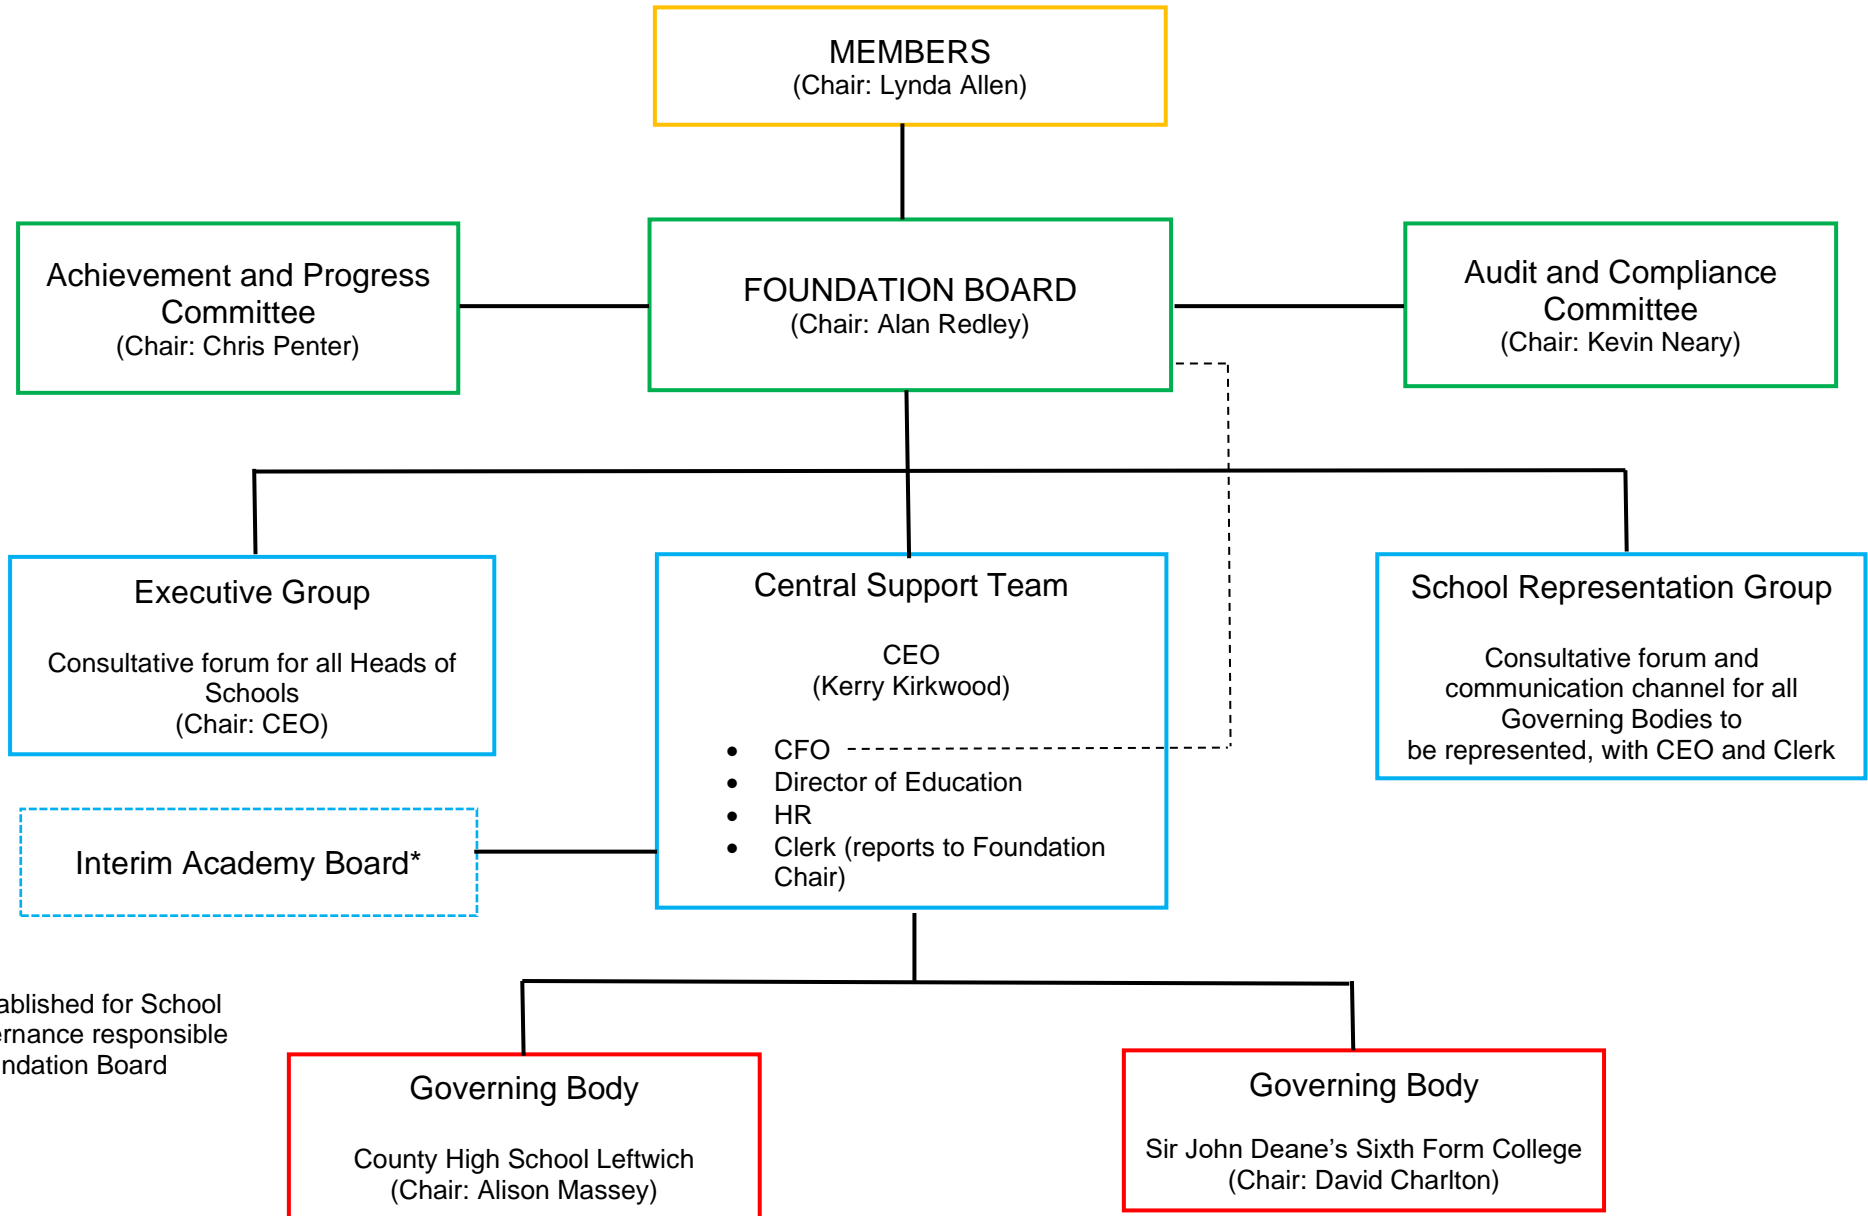 MEMBERS
(Chair: Lynda Allen)
Achievement and Progress
Committee
(Chair: Chris Penter)
FOUNDATION BOARD
(Chair: Alan Redley)
Audit and Compliance
Committee
(Chair: Kevin Neary)
Executive Group
Consultative forum for all Heads of
Schools
(Chair: CEO)
Central Support Team
CEO
(Kerry Kirkwood)
• CFO
• Director of Education
• HR
• Clerk (reports to Foundation
Chair)
School Representation Group
Consultative forum and
communication channel for all
Governing Bodies to
be represented, with CEO and Clerk
Interim Academy Board*
ablished for School
ernance responsible
ndation Board
Governing Body
County High School Leftwich
(Chair: Alison Massey)
Governing Body
Sir John Deane’s Sixth Form College
(Chair: David Charlton)